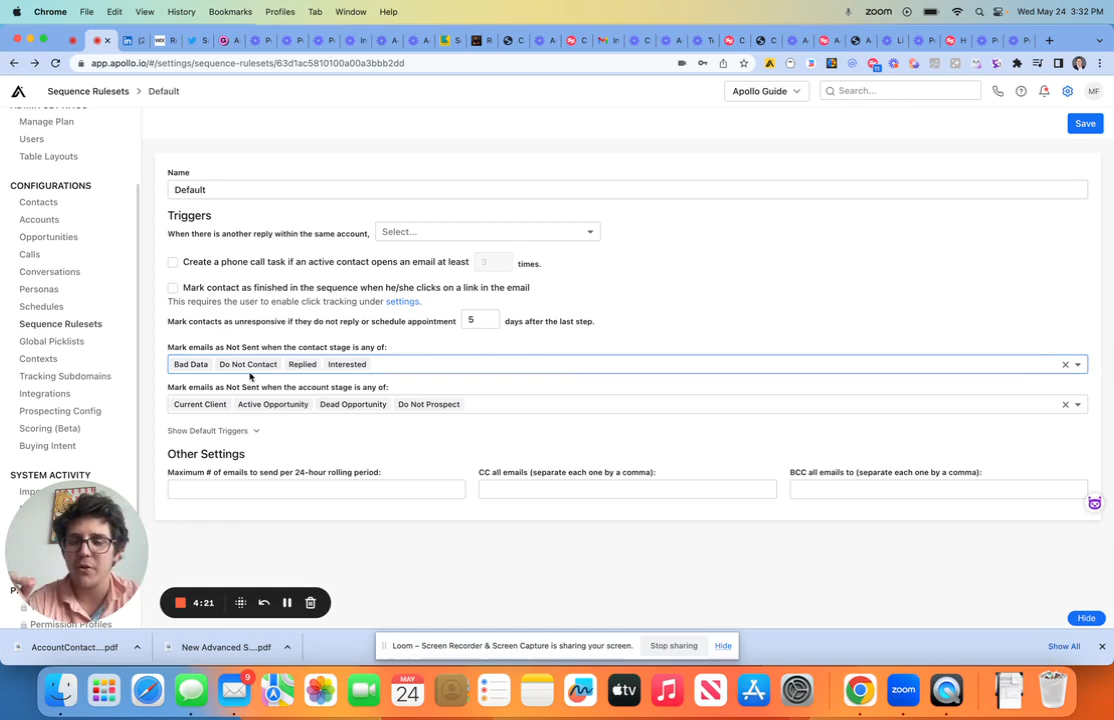 Chrome File Edit View History Bookmarks Profiles Tab Window Help zoom Wed May 24 3:32 PM
app.apollo.io/#/settings/sequence-rulesets/63d1ac5810100a00a3bbb2dd
Sequence Rulesets > Default Apollo Guide Search... MF
Manage Plan
Users
Table Layouts
CONFIGURATIONS
Contacts
Accounts
Opportunities
Calls
Conversations
Personas
Schedules
Sequence Rulesets
Global Picklists
Contexts
Tracking Subdomains
Integrations
Prospecting Config
Scoring (Beta)
Buying Intent
SYSTEM ACTIVITY
Permission Profiles
Save
Name
Default
Triggers
When there is another reply within the same account, Select...
Create a phone call task if an active contact opens an email at least 3 times.
Mark contact as finished in the sequence when he/she clicks on a link in the email
This requires the user to enable click tracking under settings.
Mark contacts as unresponsive if they do not reply or schedule appointment 5 days after the last step.
Mark emails as Not Sent when the contact stage is any of:
Bad Data Do Not Contact Replied Interested
Mark emails as Not Sent when the account stage is any of:
Current Client Active Opportunity Dead Opportunity Do Not Prospect
Show Default Triggers
Other Settings
Maximum # of emails to send per 24-hour rolling period: CC all emails (separate each one by a comma): BCC all emails to (separate each one by a comma):
4:21
Hide
AccountContact....pdf New Advanced S....pdf Loom – Screen Recorder & Screen Capture is sharing your screen. Stop sharing Hide Show All
MAY
24
9